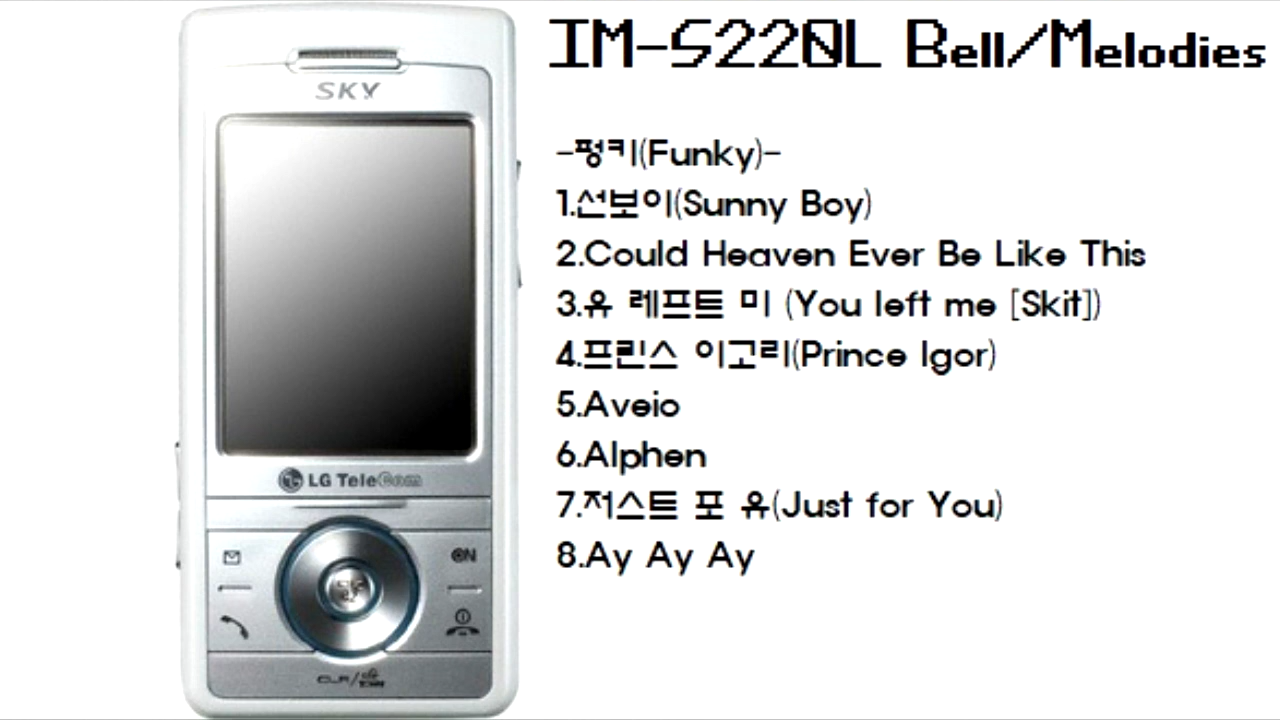 IM-S220L Bell/Melodies
SKY
-펑키(Funky)-
1.선보이(Sunny Boy)
2.Could Heaven Ever Be Like This
3.유 레프트 미 (You left me [Skit])
4.프린스 이고리(Prince Igor)
5.Aveio
6.Alphen
7.저스트 포 유(Just for You)
8.Ay Ay Ay
LG TeleCom
ON
CLR/